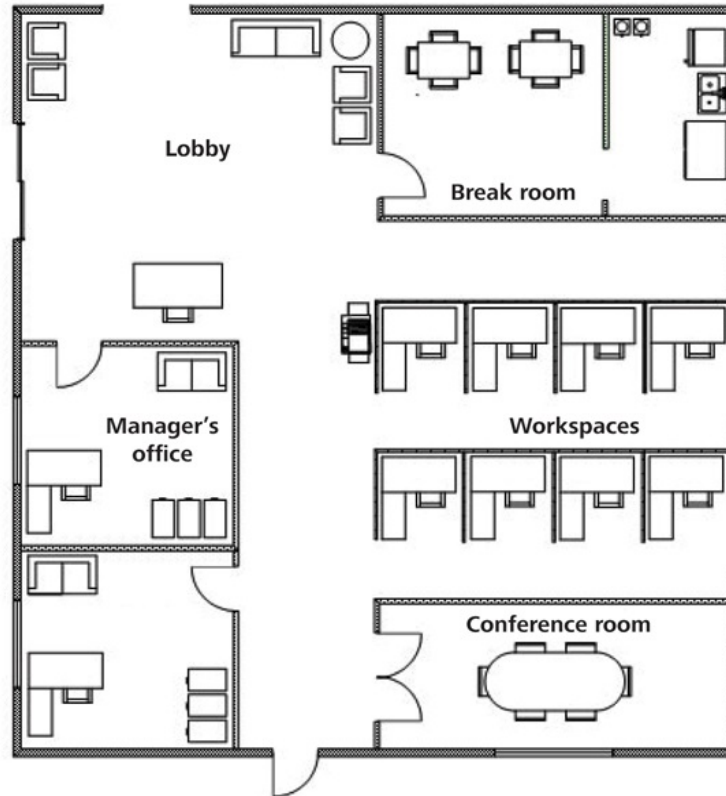 Lobby
Break room
Manager's
office
Workspaces
Conference room